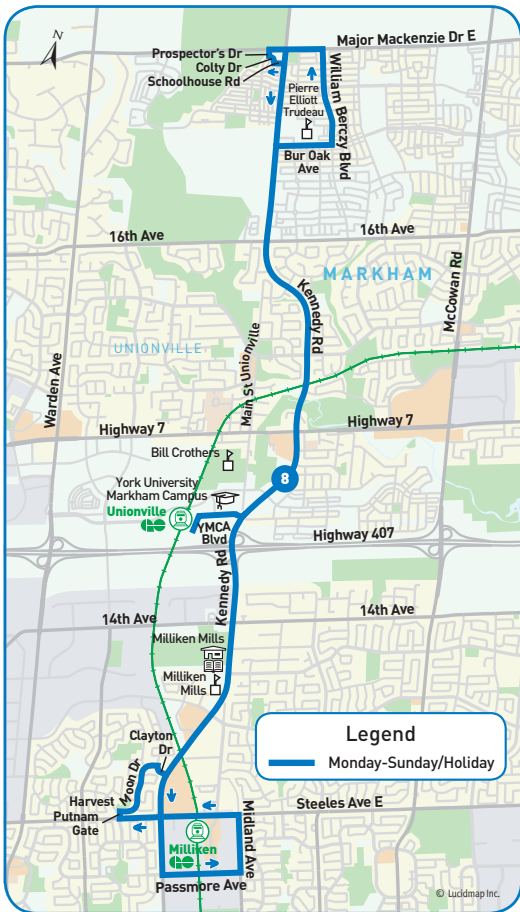 N
Prospector's Dr
Colty Dr
Schoolhouse Rd
Major Mackenzie Dr E
Pierre
Elliott
Trudeau
William Berczy Blvd
Bur Oak
Ave
16th Ave
16th Ave
MARKHAM
Kennedy Rd
McCowan Rd
UNIONVILLE
Main St Unionville
Warden Ave
Highway 7
Highway 7
Bill Crothers
8
York University
Markham Campus
Unionville
GO
YMCA
Blvd
Highway 407
Kennedy Rd
14th Ave
14th Ave
Milliken Mills
Milliken
Mills
Legend
Monday-Sunday/Holiday
Clayton
Dr
Harvest Moon Dr
Putnam
Gate
Steeles Ave E
Milliken
GO
Midland Ave
Passmore Ave
© Lucidmap Inc.